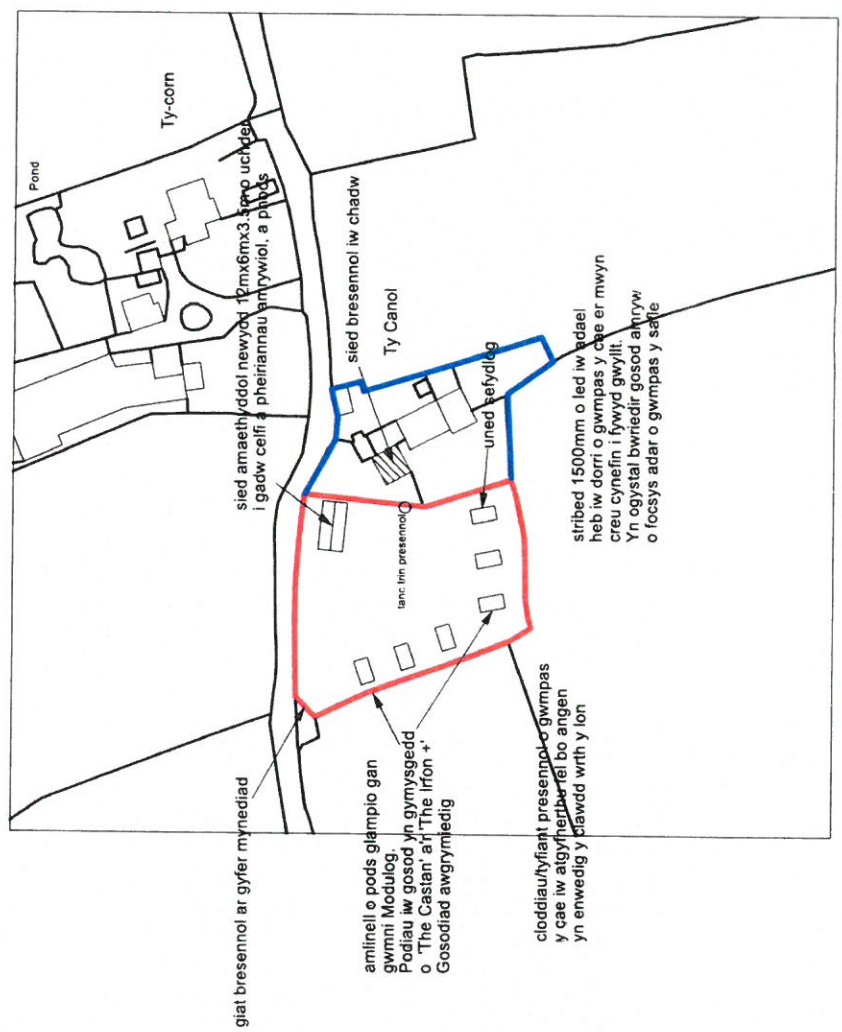 Pond
Ty-corn
sied amaethyddol newydd 12mx6mx3.5m o uchder
i gadw celfi a pheiriannau amrywiol, a phods
sied bresennol iw chadw
Ty Canol
uned sefydlog
tanc trin presennol
stribed 1500mm o led iw adael
heb iw dorri o gwmpas y cae er mwyn
creu cynefin i fywyd gwyllt.
Yn ogystal bwriedir gosod amryw
o focsys adar o gwmpas y safle
giat bresennol ar gyfer mynediad
amlinell o pods glampio gan
gwmni Modulog.
Podiau iw gosod yn gymysgedd
o 'The Castan' a'r 'The Irfon +'
Gosodiad awgrymiedig
cloddiau/tyfiant presennol o gwmpas
y cae iw atgyfnerthu fel bo angen
yn enwedig y clawdd wrth y lon